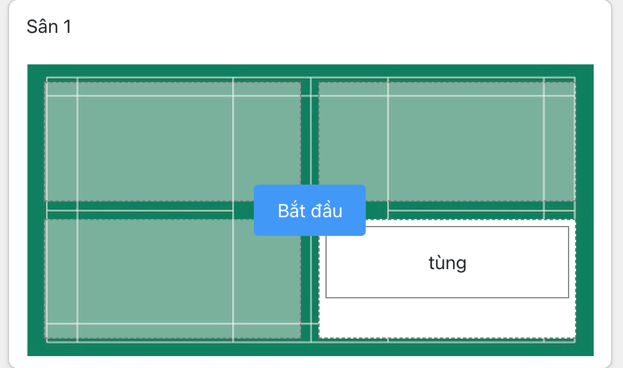 Sân 1
Bắt đầu
tùng